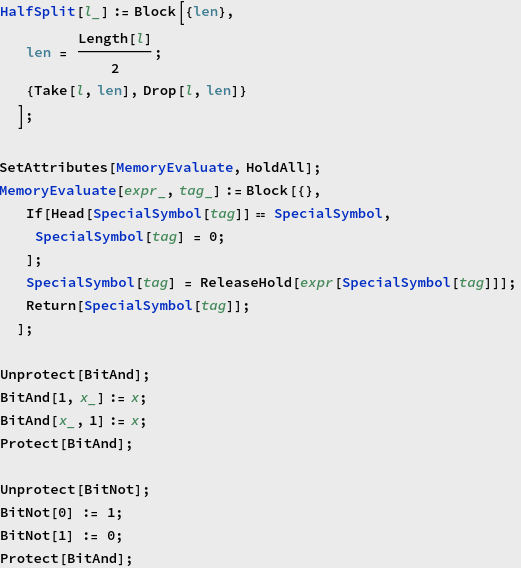 HalfSplit[l_] := Block[{len},
len = Length[l]
2 ;
{Take[l, len], Drop[l, len]}
];
SetAttributes[MemoryEvaluate, HoldAll];
MemoryEvaluate[expr_, tag_] := Block[{},
If[Head[SpecialSymbol[tag]] == SpecialSymbol,
SpecialSymbol[tag] = 0;
];
SpecialSymbol[tag] = ReleaseHold[expr[SpecialSymbol[tag]]];
Return[SpecialSymbol[tag]];
];
Unprotect[BitAnd];
BitAnd[1, x_] := x;
BitAnd[x_, 1] := x;
Protect[BitAnd];
Unprotect[BitNot];
BitNot[0] := 1;
BitNot[1] := 0;
Protect[BitAnd];